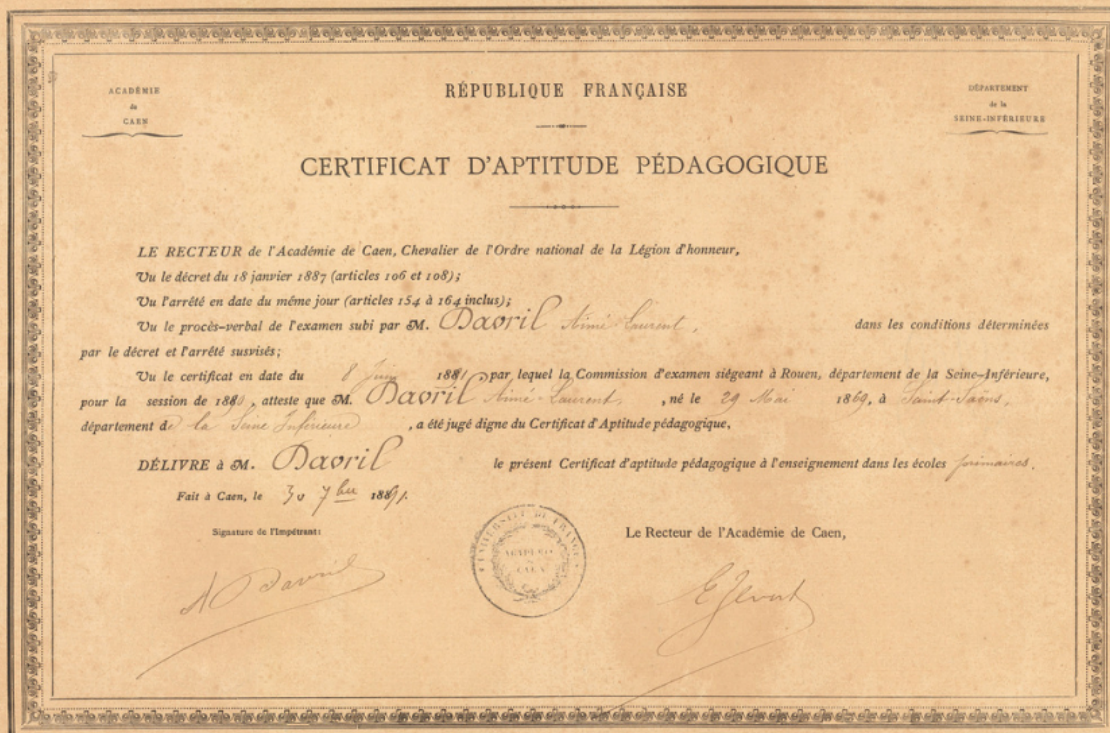 ACADÉMIE
de
CAEN
RÉPUBLIQUE FRANÇAISE
DÉPARTEMENT
de la
SEINE-INFÉRIEURE
CERTIFICAT D'APTITUDE PÉDAGOGIQUE
LE RECTEUR de l'Académie de Caen, Chevalier de l'Ordre national de la Légion d'honneur,
Vu le décret du 18 janvier 1887 (articles 106 et 108);
Vu l'arrêté en date du même jour (articles 154 à 164 inclus);
Vu le procès-verbal de l'examen subi par M. Davril Aimé Laurent, dans les conditions déterminées
par le décret et l'arrêté susvisés;
Vu le certificat en date du 8 Juin 1891 par lequel la Commission d'examen siégeant à Rouen, département de la Seine-Inférieure,
pour la session de 1890, atteste que M. Davril Aimé-Laurent, , né le 29 Mai 1869, à Saint-Saëns,
département de la Seine Inférieure , a été jugé digne du Certificat d'Aptitude pédagogique,
DÉLIVRE à M. Davril le présent Certificat d'aptitude pédagogique à l'enseignement dans les écoles primaires.
Fait à Caen, le 30 7bre 1891.
Signature de l'Impétrant:
Le Recteur de l'Académie de Caen,
UNIVERSITÉ DE FRANCE
ACADÉMIE
DE
CAEN
A Davril